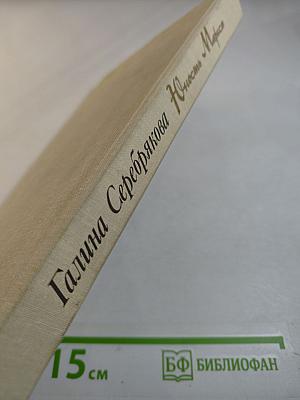 Галина Серебрякова Юность Маркса
15 см
БФ БИБЛИОФАН